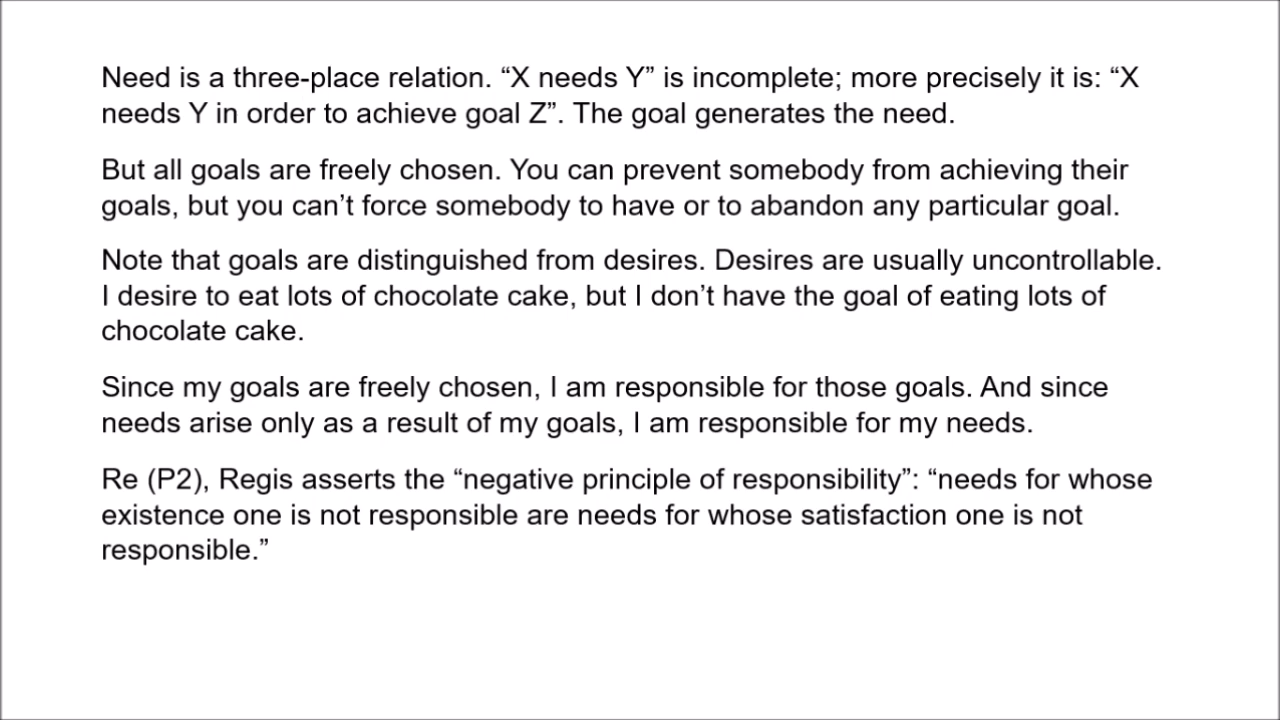 Need is a three-place relation. “X needs Y” is incomplete; more precisely it is: “X
needs Y in order to achieve goal Z”. The goal generates the need.
But all goals are freely chosen. You can prevent somebody from achieving their
goals, but you can’t force somebody to have or to abandon any particular goal.
Note that goals are distinguished from desires. Desires are usually uncontrollable.
I desire to eat lots of chocolate cake, but I don’t have the goal of eating lots of
chocolate cake.
Since my goals are freely chosen, I am responsible for those goals. And since
needs arise only as a result of my goals, I am responsible for my needs.
Re (P2), Regis asserts the “negative principle of responsibility”: “needs for whose
existence one is not responsible are needs for whose satisfaction one is not
responsible.”